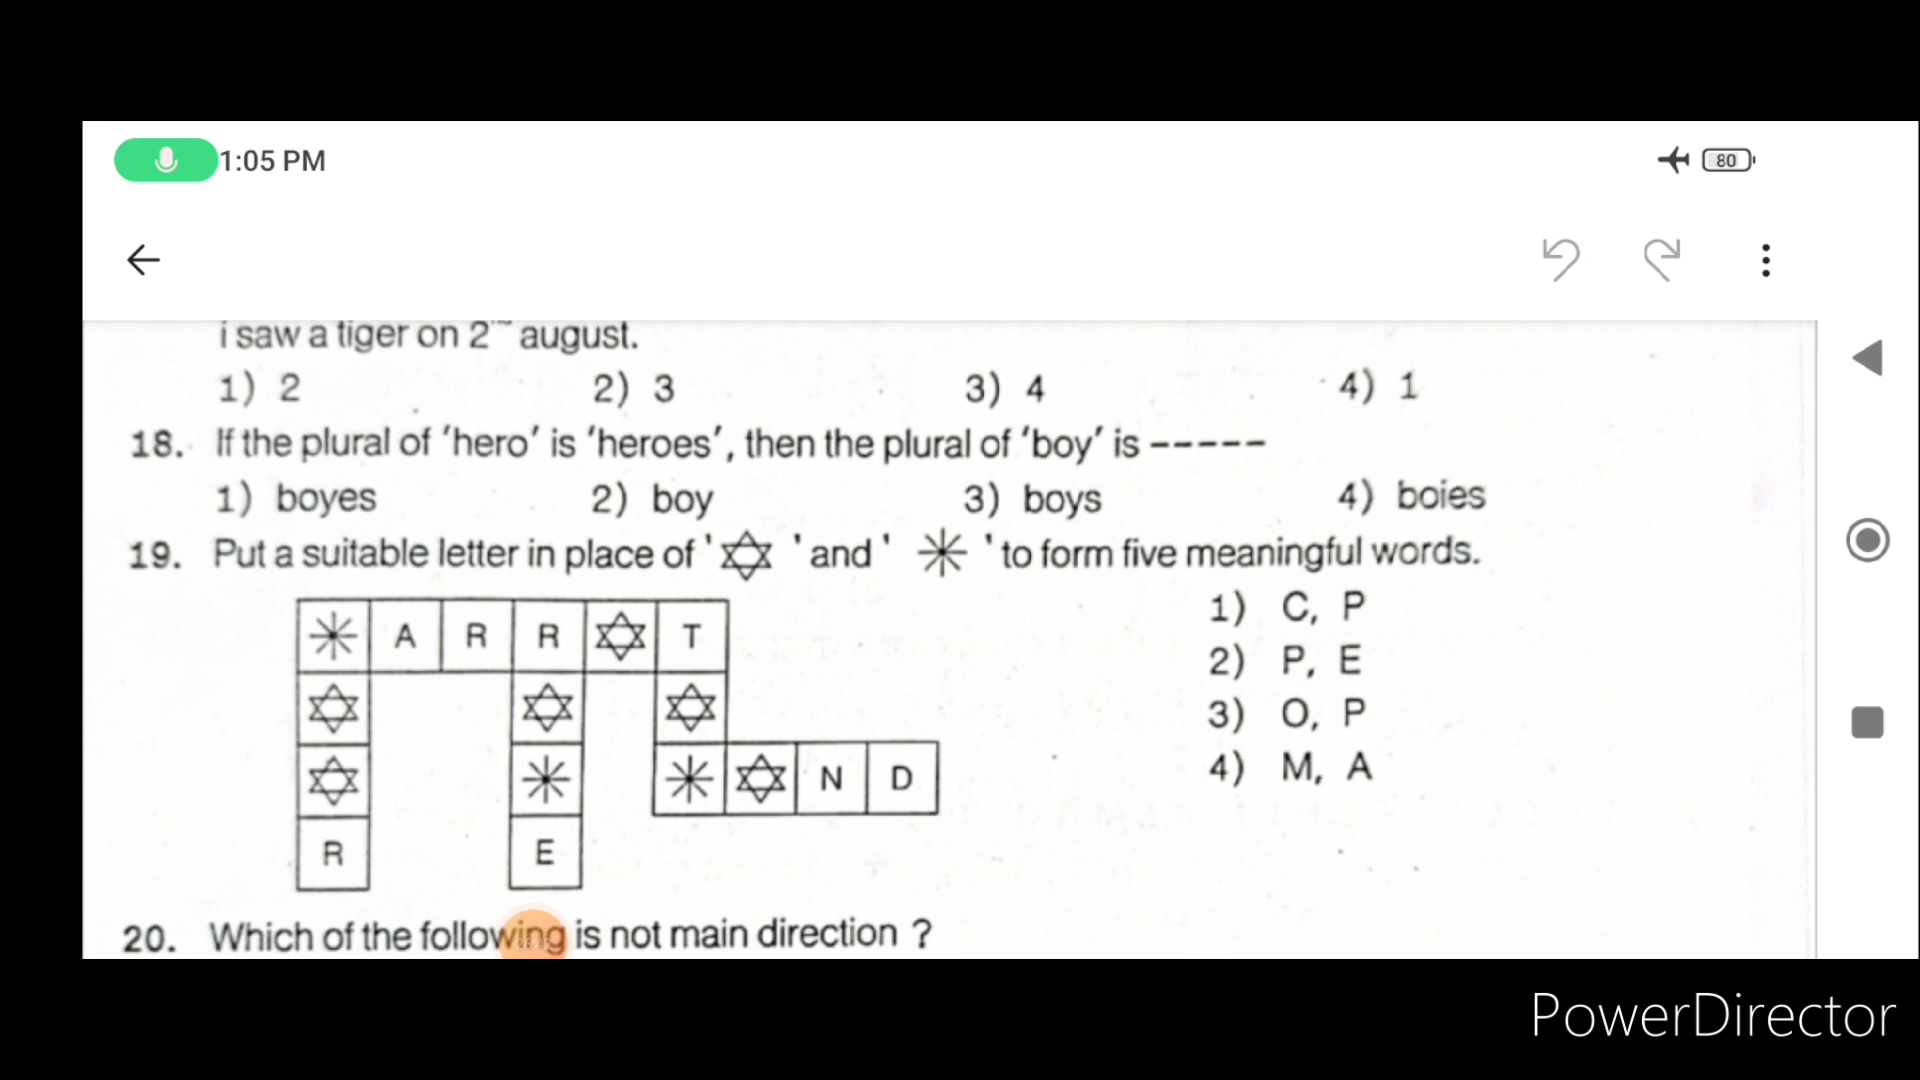 1:05 PM
80
i saw a tiger on 2nd august.
1) 2 2) 3 3) 4 4) 1
18. If the plural of 'hero' is 'heroes', then the plural of 'boy' is -----
1) boyes 2) boy 3) boys 4) boies
19. Put a suitable letter in place of '✡' and '✳' to form five meaningful words.
✳ A R R ✡ T
✡ ✡ ✡
✡ ✳ ✳ ✡ N D
R E
1) C, P
2) P, E
3) O, P
4) M, A
20. Which of the following is not main direction ?
PowerDirector